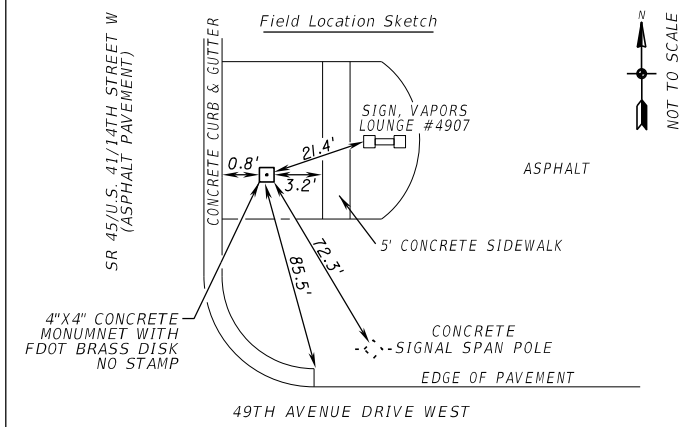 Field Location Sketch
N
NOT TO SCALE
SR 45/U.S. 41/14TH STREET W
(ASPHALT PAVEMENT)
CONCRETE CURB & GUTTER
SIGN, VAPORS
LOUNGE #4907
21.4'
0.8'
3.2'
ASPHALT
5' CONCRETE SIDEWALK
72.3'
85.5'
4"X4" CONCRETE
MONUMNET WITH
FDOT BRASS DISK
NO STAMP
CONCRETE
SIGNAL SPAN POLE
EDGE OF PAVEMENT
49TH AVENUE DRIVE WEST